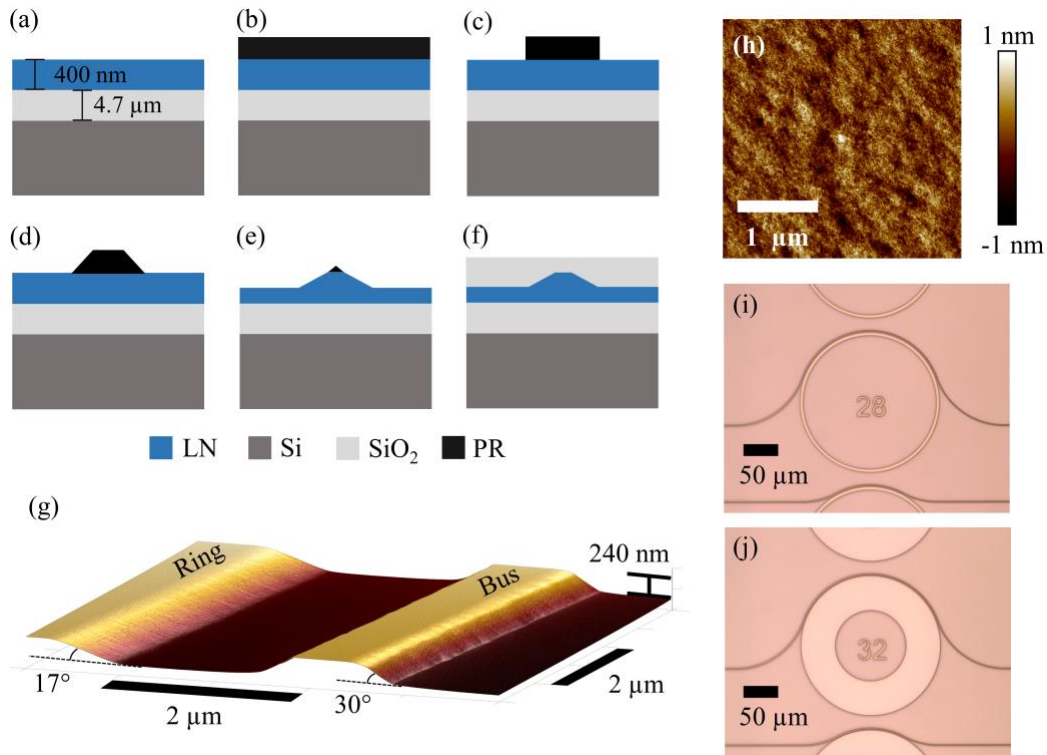 (a)
(b)
(c)
400 nm
4.7 µm
(d)
(e)
(f)
LN
Si
SiO₂
PR
(g)
Ring
Bus
240 nm
17°
2 µm
30°
2 µm
(h)
1 µm
1 nm
-1 nm
(i)
28
50 µm
(j)
32
50 µm